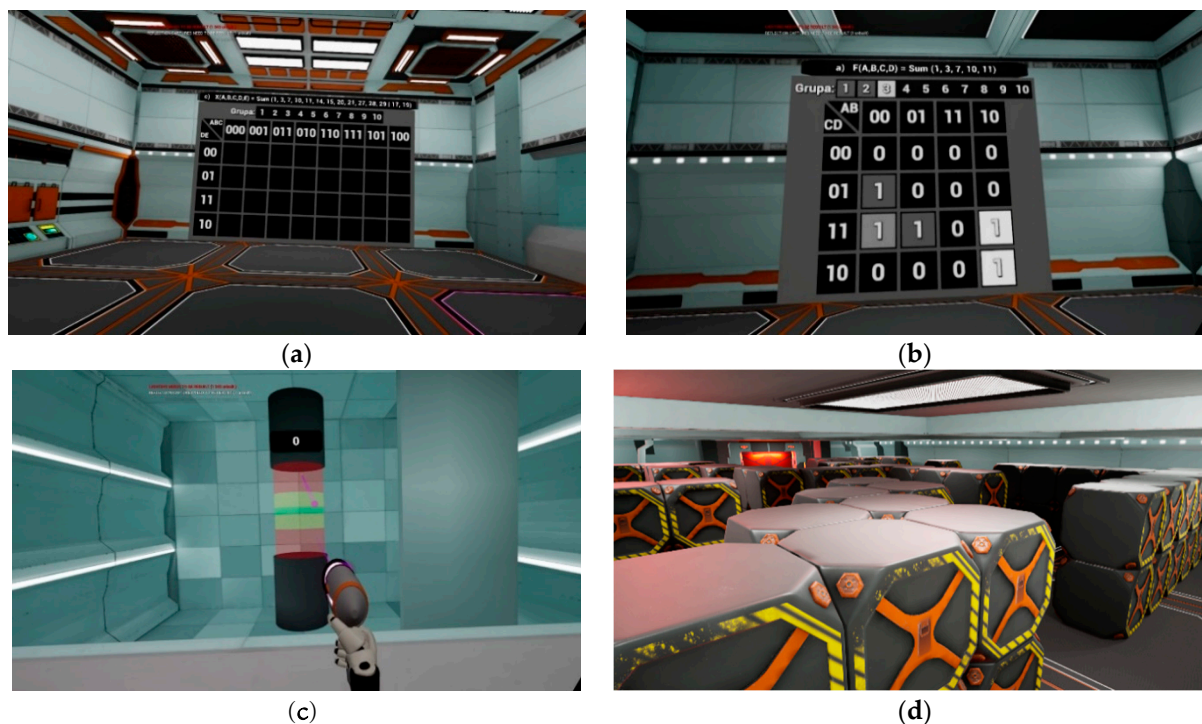 X(A,B,C,D,E) = Sum (1, 3, 7, 10, 11, 14, 15, 20, 21, 27, 28, 29 | 17, 19)
Grupa: 1 2 3 4 5 6 7 8 9 10
ABC
DE
000 001 011 010 110 111 101 100
00
01
11
10
(a)
a) F(A,B,C,D) = Sum (1, 3, 7, 10, 11)
Grupa: 1 2 3 4 5 6 7 8 9 10
AB
CD
00 01 11 10
00 0 0 0 0
01 1 0 0 0
11 1 1 0 1
10 0 0 0 1
(b)
0
(c)
(d)